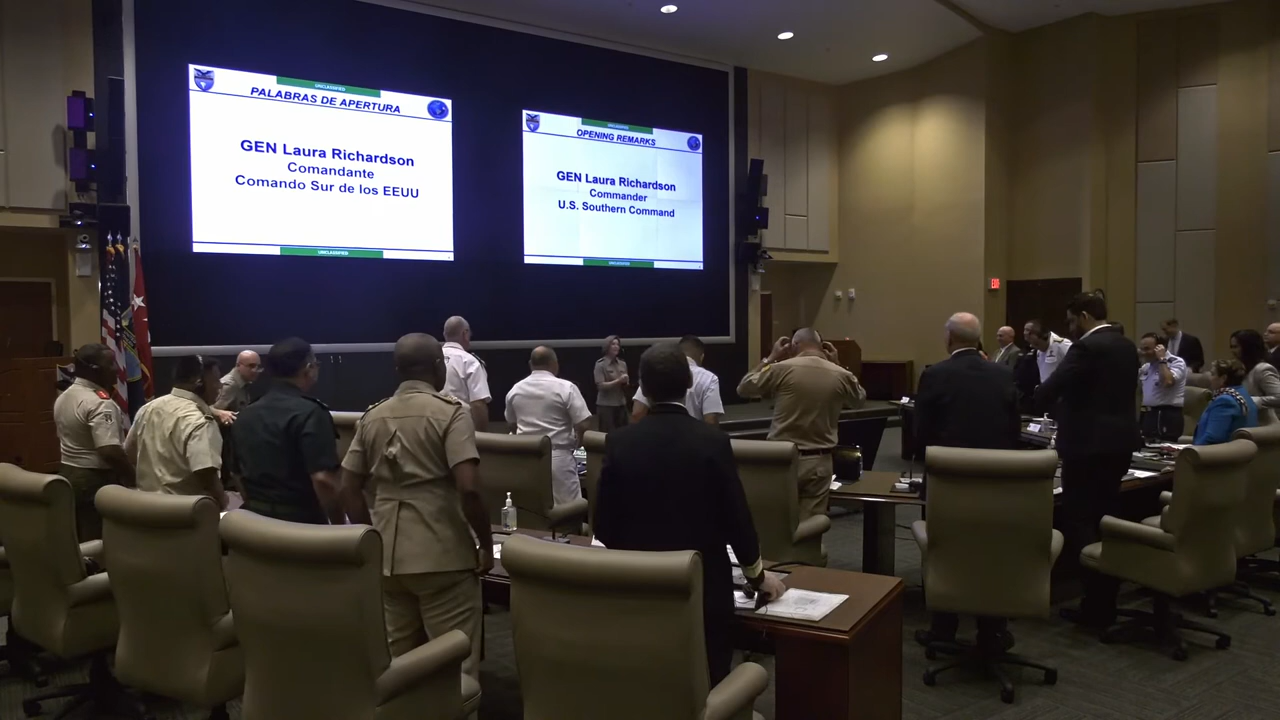 UNCLASSIFIED
PALABRAS DE APERTURA
GEN Laura Richardson
Comandante
Comando Sur de los EEUU
UNCLASSIFIED
UNCLASSIFIED
OPENING REMARKS
GEN Laura Richardson
Commander
U.S. Southern Command
UNCLASSIFIED